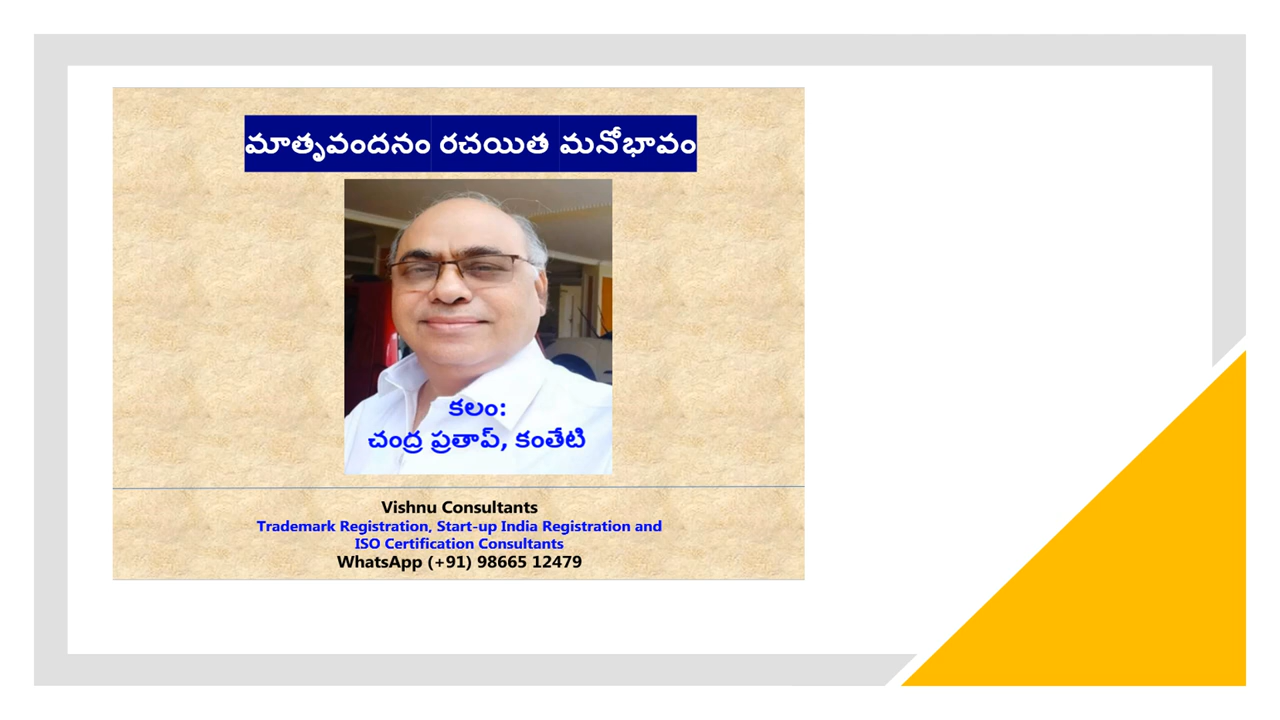 మాతృవందనం రచయిత మనోభావం
కలం:
చంద్ర ప్రతాప్, కంతేటి
Vishnu Consultants
Trademark Registration, Start-up India Registration and
ISO Certification Consultants
WhatsApp (+91) 98665 12479